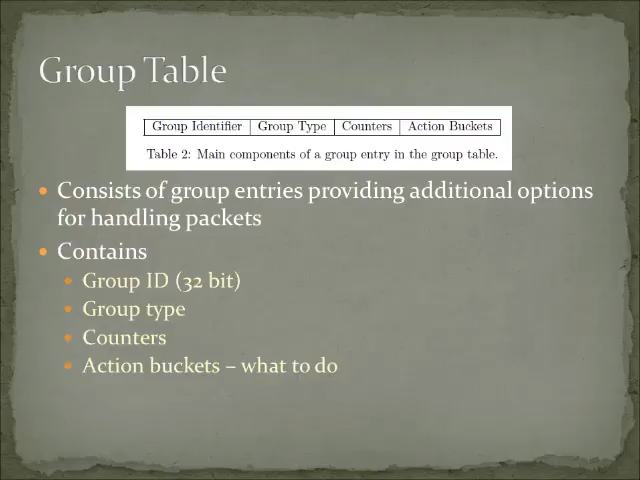 Group Table
Group Identifier Group Type Counters Action Buckets
Table 2: Main components of a group entry in the group table.
• Consists of group entries providing additional options
for handling packets
• Contains
• Group ID (32 bit)
• Group type
• Counters
• Action buckets – what to do